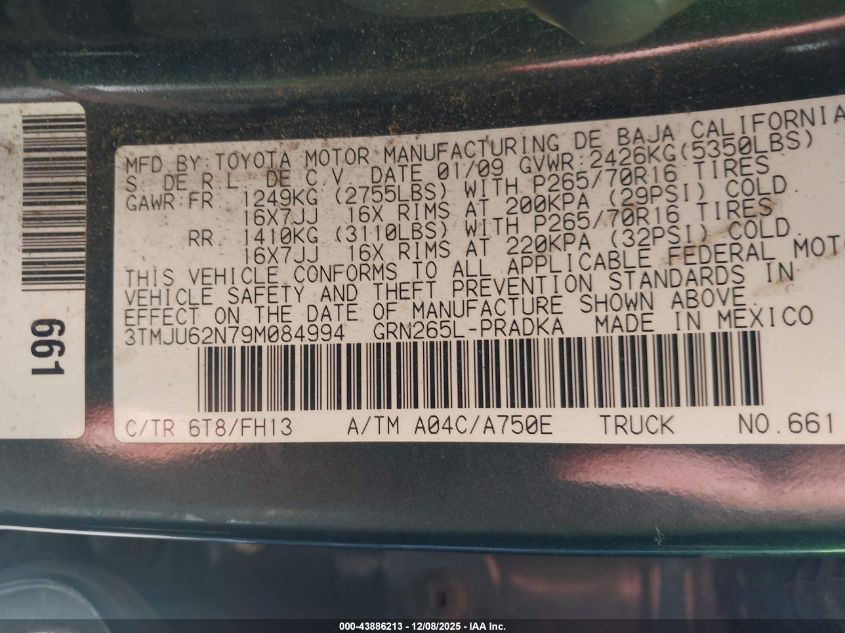 MFD BY: TOYOTA MOTOR MANUFACTURING DE BAJA CALIFORNIA
S DE R L DE C V DATE 01/09 GVWR: 2426KG(5350LBS)
GAWR:FR 1249KG (2755LBS) WITH P265/70R16 TIRES
16X7JJ 16X RIMS AT 200KPA (29PSI) COLD
RR 1410KG (3110LBS) WITH P265/70R16 TIRES
16X7JJ 16X RIMS AT 220KPA (32PSI) COLD
THIS VEHICLE CONFORMS TO ALL APPLICABLE FEDERAL MOTO
VEHICLE SAFETY AND THEFT PREVENTION STANDARDS IN
EFFECT ON THE DATE OF MANUFACTURE SHOWN ABOVE.
3TMJU62N79M084994 GRN265L-PRADKA MADE IN MEXICO
C/TR 6T8/FH13 A/TM A04C/A750E TRUCK NO.661
661
000-43886213 - 12/08/2025 - IAA Inc.